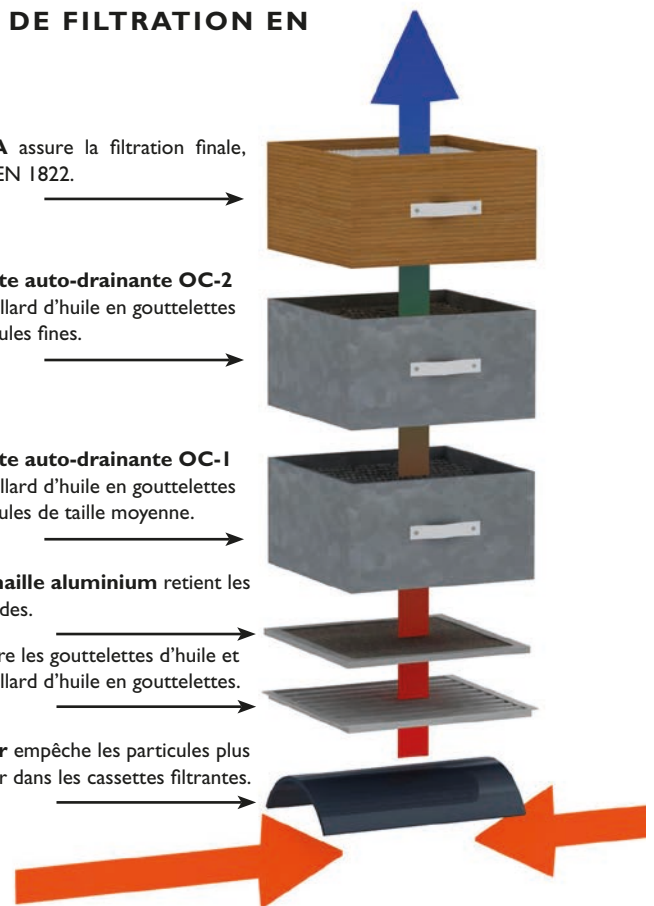 DE FILTRATION EN
A assure la filtration finale,
EN 1822.
te auto-drainante OC-2
llard d’huile en gouttelettes
ules fines.
te auto-drainante OC-1
llard d’huile en gouttelettes
ules de taille moyenne.
naille aluminium retient les
des.
re les gouttelettes d’huile et
llard d’huile en gouttelettes.
r empêche les particules plus
r dans les cassettes filtrantes.